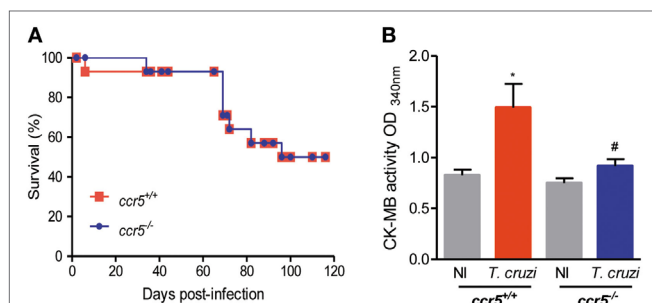 A
Survival (%)
100
80
60
40
20
0
ccr5+/+
ccr5-/-
0 20 40 60 80 100 120
Days post-infection
B
CK-MB activity OD 340nm
2.0
1.5
1.0
0.5
0.0
*
#
NI T. cruzi NI T. cruzi
ccr5+/+ ccr5-/-